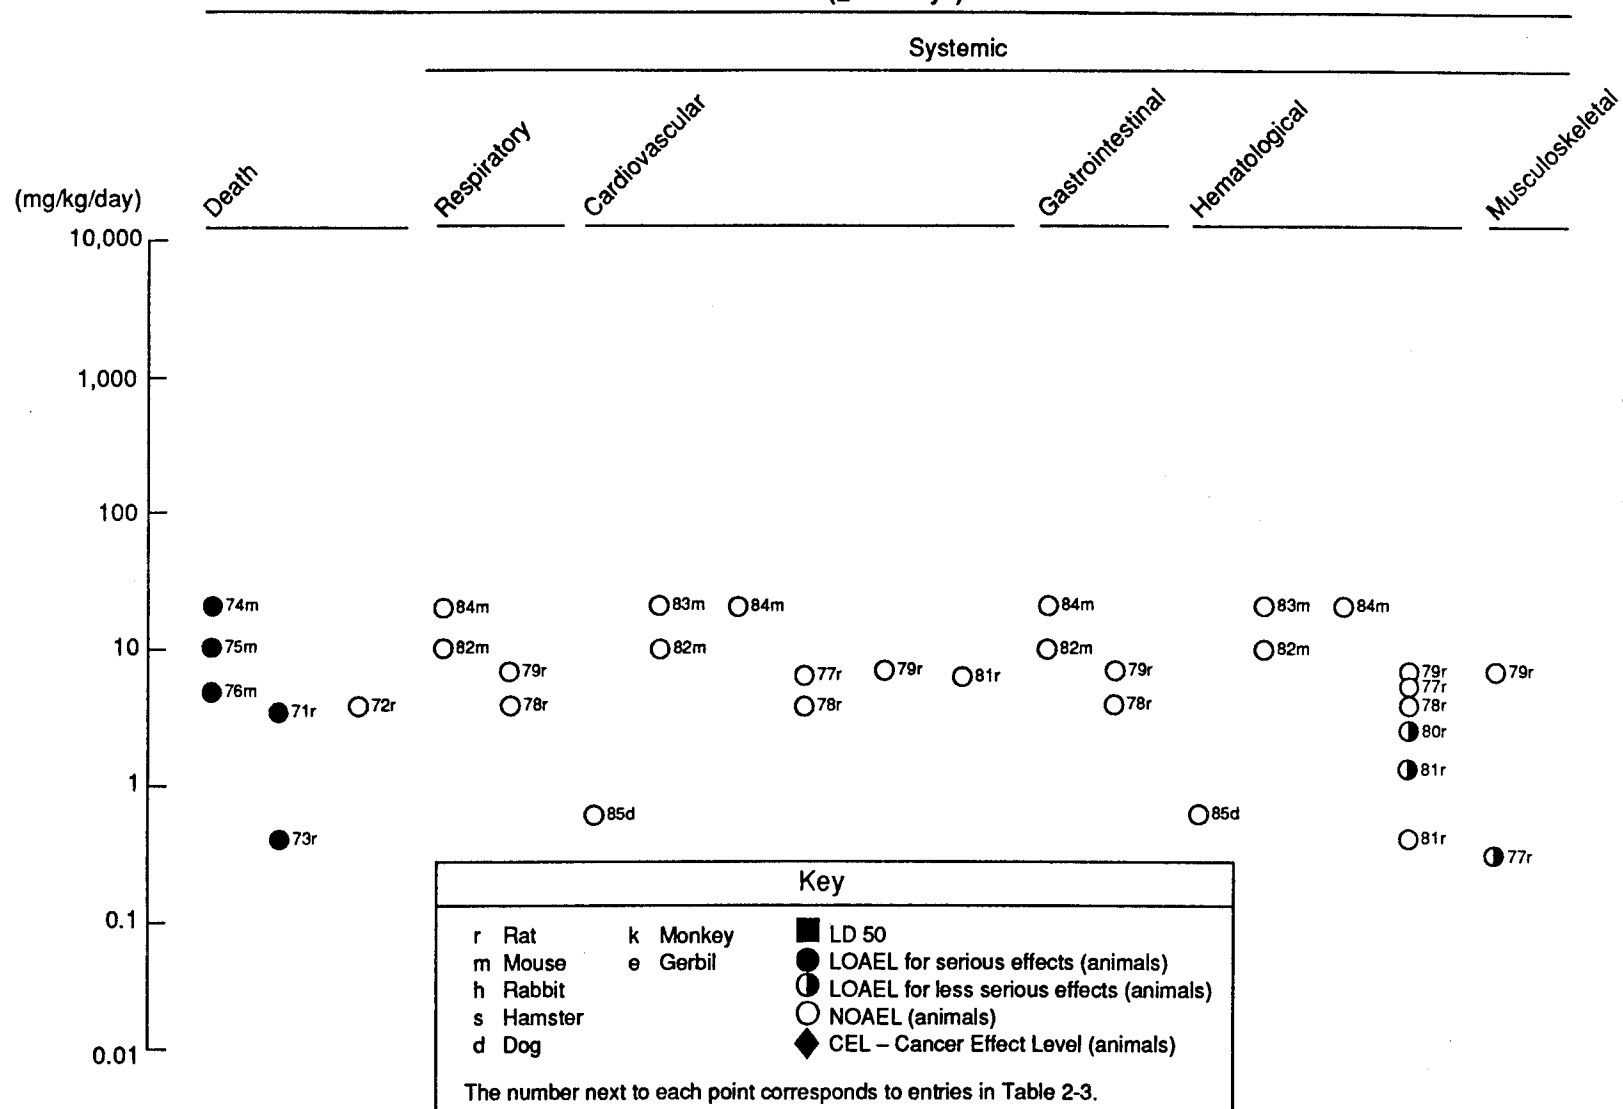 Systemic
Death
Respiratory
Cardiovascular
Gastrointestinal
Hematological
Musculoskeletal
(mg/kg/day)
10,000
1,000
100
74m 84m 83m 84m 84m 83m 84m
10 75m 82m 82m 82m 82m
79r 77r 79r 81r 79r 79r 79r
77r
76m 71r 72r 78r 78r 78r 78r
80r
81r
1
85d 85d
73r 81r
77r
Key
0.1
r Rat k Monkey LD 50
m Mouse e Gerbil LOAEL for serious effects (animals)
h Rabbit LOAEL for less serious effects (animals)
s Hamster NOAEL (animals)
d Dog CEL – Cancer Effect Level (animals)
0.01
The number next to each point corresponds to entries in Table 2-3.